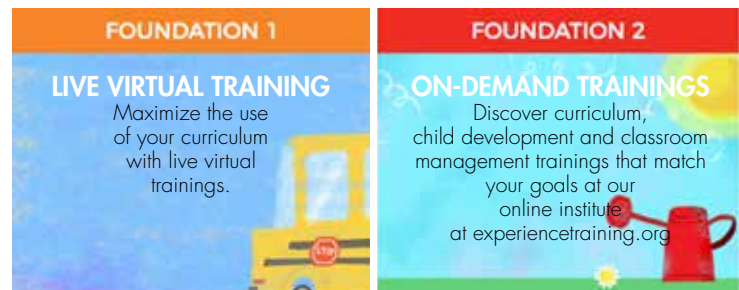 FOUNDATION 1
LIVE VIRTUAL TRAINING
Maximize the use
of your curriculum
with live virtual
trainings.
STOP
FOUNDATION 2
ON-DEMAND TRAININGS
Discover curriculum,
child development and classroom
management trainings that match
your goals at our
online institute
at experiencetraining.org